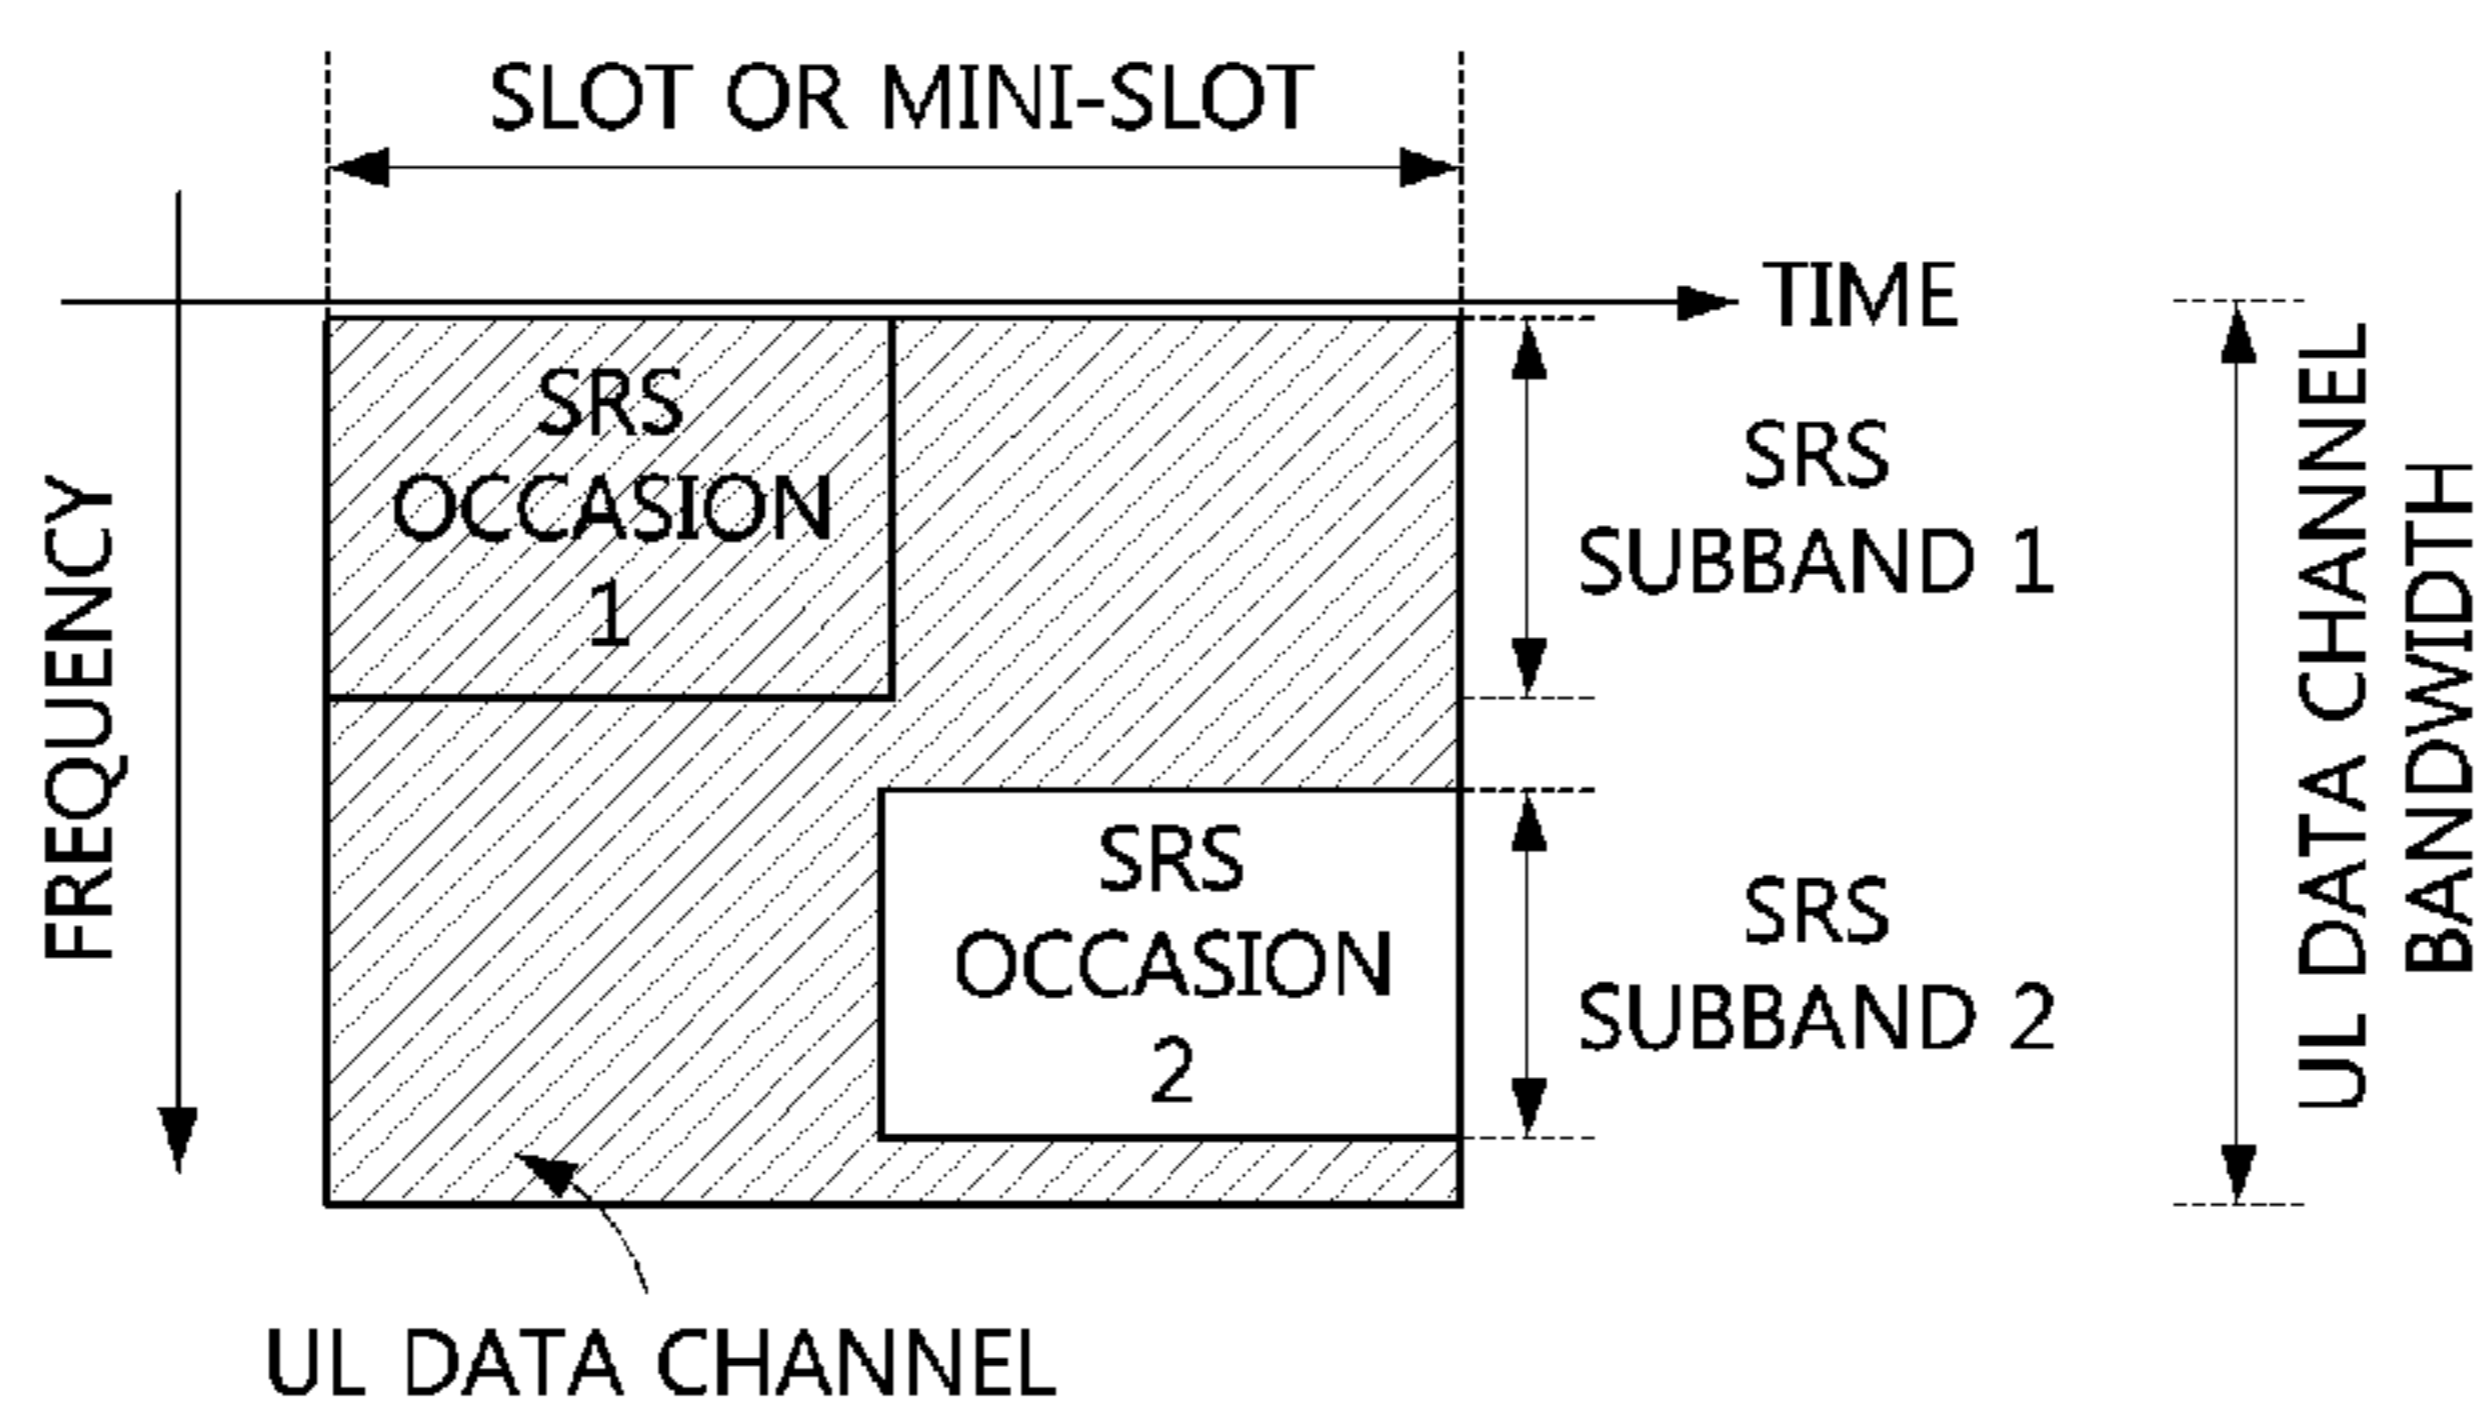 SLOT OR MINI-SLOT
TIME
FREQUENCY
SRS
OCCASION
1
SRS
SUBBAND 1
SRS
OCCASION
2
SRS
SUBBAND 2
UL DATA CHANNEL
BANDWIDTH
UL DATA CHANNEL